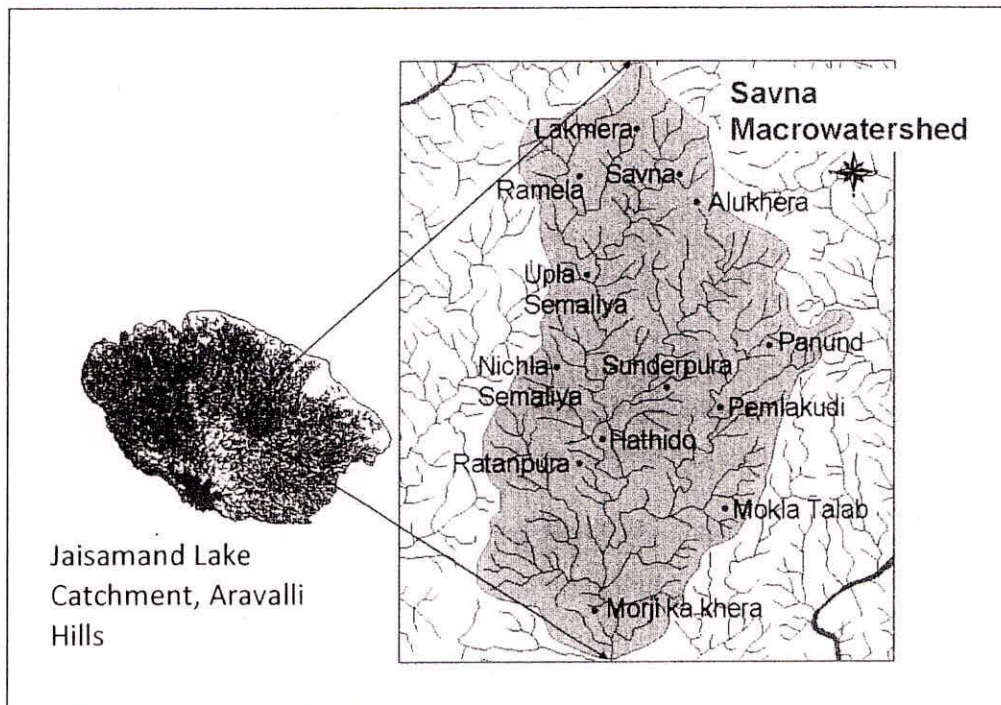 Savna
Macrowatershed
Lakmera
Ramela
Savna
Alukhera
Upla
Semaliya
Panund
Nichla
Semaliya
Sunderpura
Pemlakudi
Hathido
Ratanpura
Mokla Talab
Morji ka khera
Jaisamand Lake
Catchment, Aravalli
Hills